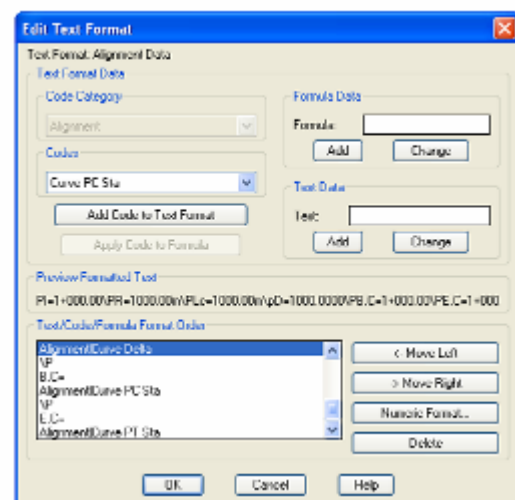 Edit Text Format
Text Format: Alignment Data
Text Format Data
Code Category
Alignment
Codes
Curve PC Sta
Add Code to Text Format
Apply Code to Formula
Formula Data
Formula:
Add Change
Text Data
Text:
Add Change
Preview Formatted Text
PI=1+000.00\PR=1000.00m\PLc=1000.00m\pD=1000.0000\PB.C=1+000.00\PE.C=1+000
Text/Code/Formula Format Order
Alignment\Curve Delta
\P
B.C=
Alignment\Curve PC Sta
\P
E.C=
Alignment\Curve PT Sta
<- Move Left
-> Move Right
Numeric Format...
Delete
OK Cancel Help